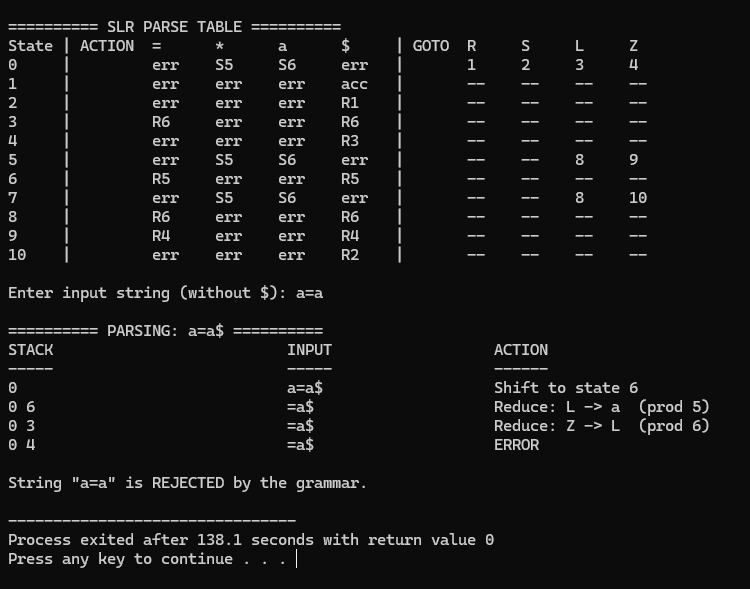 ========== SLR PARSE TABLE ==========
State | ACTION  =      *      a      $      | GOTO  R     S     L     Z
0     |         err    S5     S6     err    |       1     2     3     4
1     |         err    err    err    acc    |       --    --    --    --
2     |         err    err    err    R1     |       --    --    --    --
3     |         R6     err    err    R6     |       --    --    --    --
4     |         err    err    err    R3     |       --    --    --    --
5     |         err    S5     S6     err    |       --    --    8     9
6     |         R5     err    err    R5     |       --    --    --    --
7     |         err    S5     S6     err    |       --    --    8     10
8     |         R6     err    err    R6     |       --    --    --    --
9     |         R4     err    err    R4     |       --    --    --    --
10    |         err    err    err    R2     |       --    --    --    --
Enter input string (without $): a=a
========== PARSING: a=a$ ==========
STACK                          INPUT                  ACTION
-----                          -----                  ------
0                              a=a$                   Shift to state 6
0 6                            =a$                    Reduce: L -> a  (prod 5)
0 3                            =a$                    Reduce: Z -> L  (prod 6)
0 4                            =a$                    ERROR
String "a=a" is REJECTED by the grammar.
--------------------------------
Process exited after 138.1 seconds with return value 0
Press any key to continue . . .